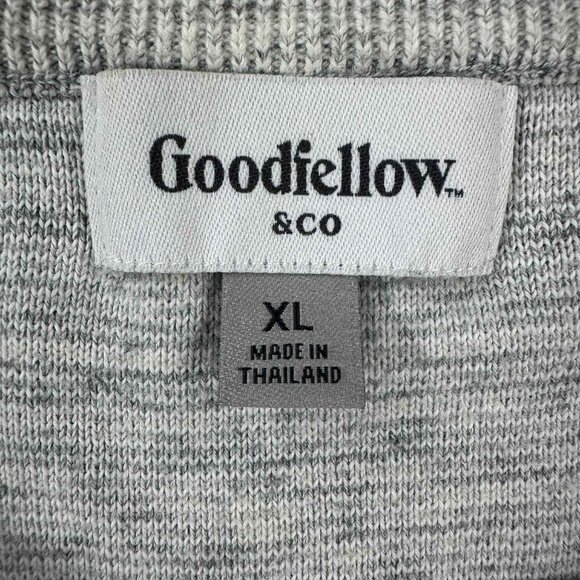 Goodfellow™
&CO
XL
MADE IN
THAILAND